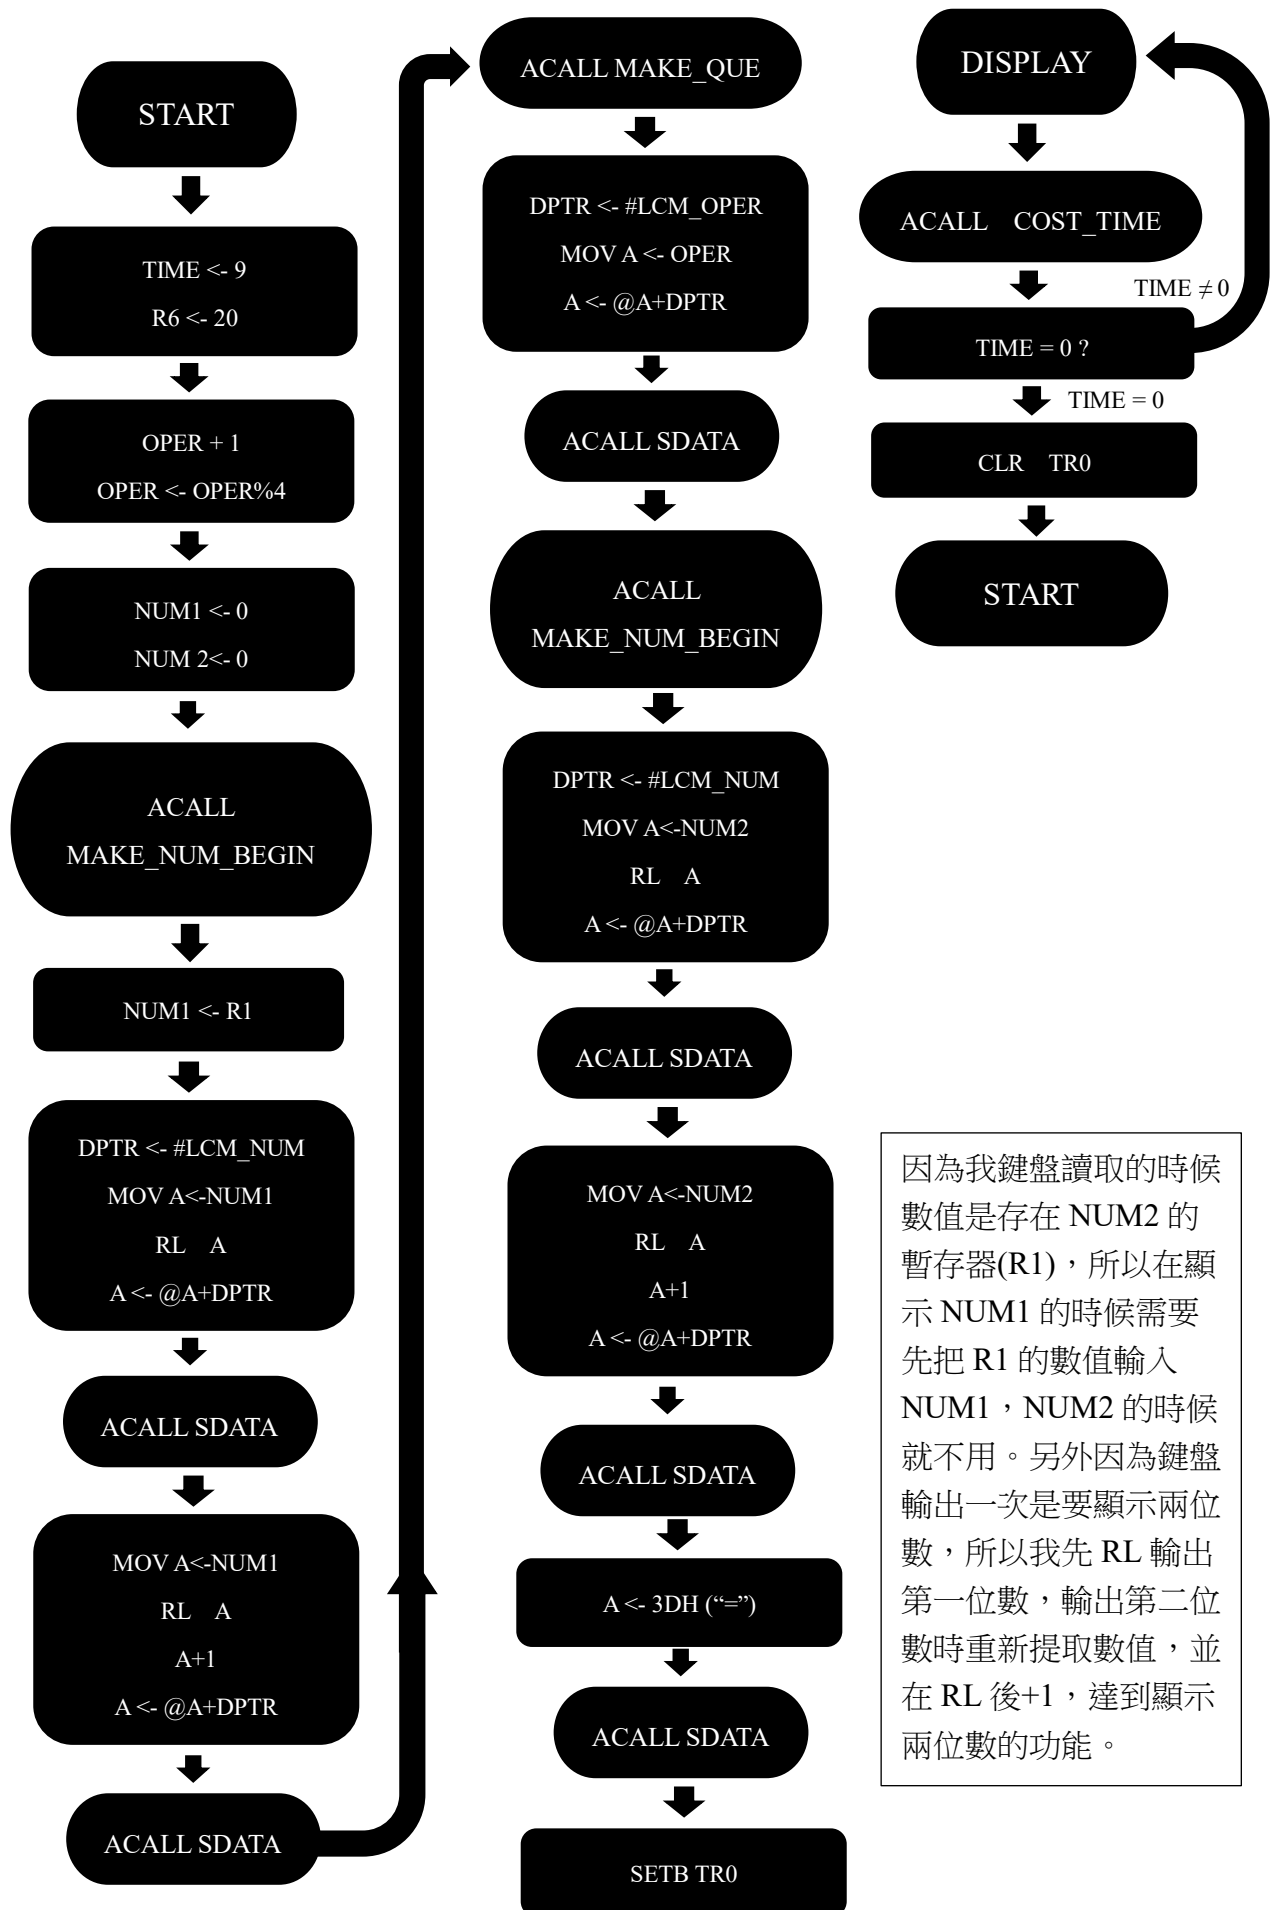 START
TIME <- 9
R6 <- 20
OPER + 1
OPER <- OPER%4
NUM1 <- 0
NUM 2<- 0
ACALL
MAKE_NUM_BEGIN
NUM1 <- R1
DPTR <- #LCM_NUM
MOV A<-NUM1
RL A
A <- @A+DPTR
ACALL SDATA
MOV A<-NUM1
RL A
A+1
A <- @A+DPTR
ACALL SDATA
ACALL MAKE_QUE
DPTR <- #LCM_OPER
MOV A <- OPER
A <- @A+DPTR
ACALL SDATA
ACALL
MAKE_NUM_BEGIN
DPTR <- #LCM_NUM
MOV A<-NUM2
RL A
A <- @A+DPTR
ACALL SDATA
MOV A<-NUM2
RL A
A+1
A <- @A+DPTR
ACALL SDATA
A <- 3DH (“=”)
ACALL SDATA
SETB TR0
DISPLAY
ACALL COST_TIME
TIME ≠ 0
TIME = 0 ?
TIME = 0
CLR TR0
START
因為我鍵盤讀取的時候
數值是存在 NUM2 的
暫存器(R1)，所以在顯
示 NUM1 的時候需要
先把 R1 的數值輸入
NUM1，NUM2 的時候
就不用。另外因為鍵盤
輸出一次是要顯示兩位
數，所以我先 RL 輸出
第一位數，輸出第二位
數時重新提取數值，並
在 RL 後+1，達到顯示
兩位數的功能。